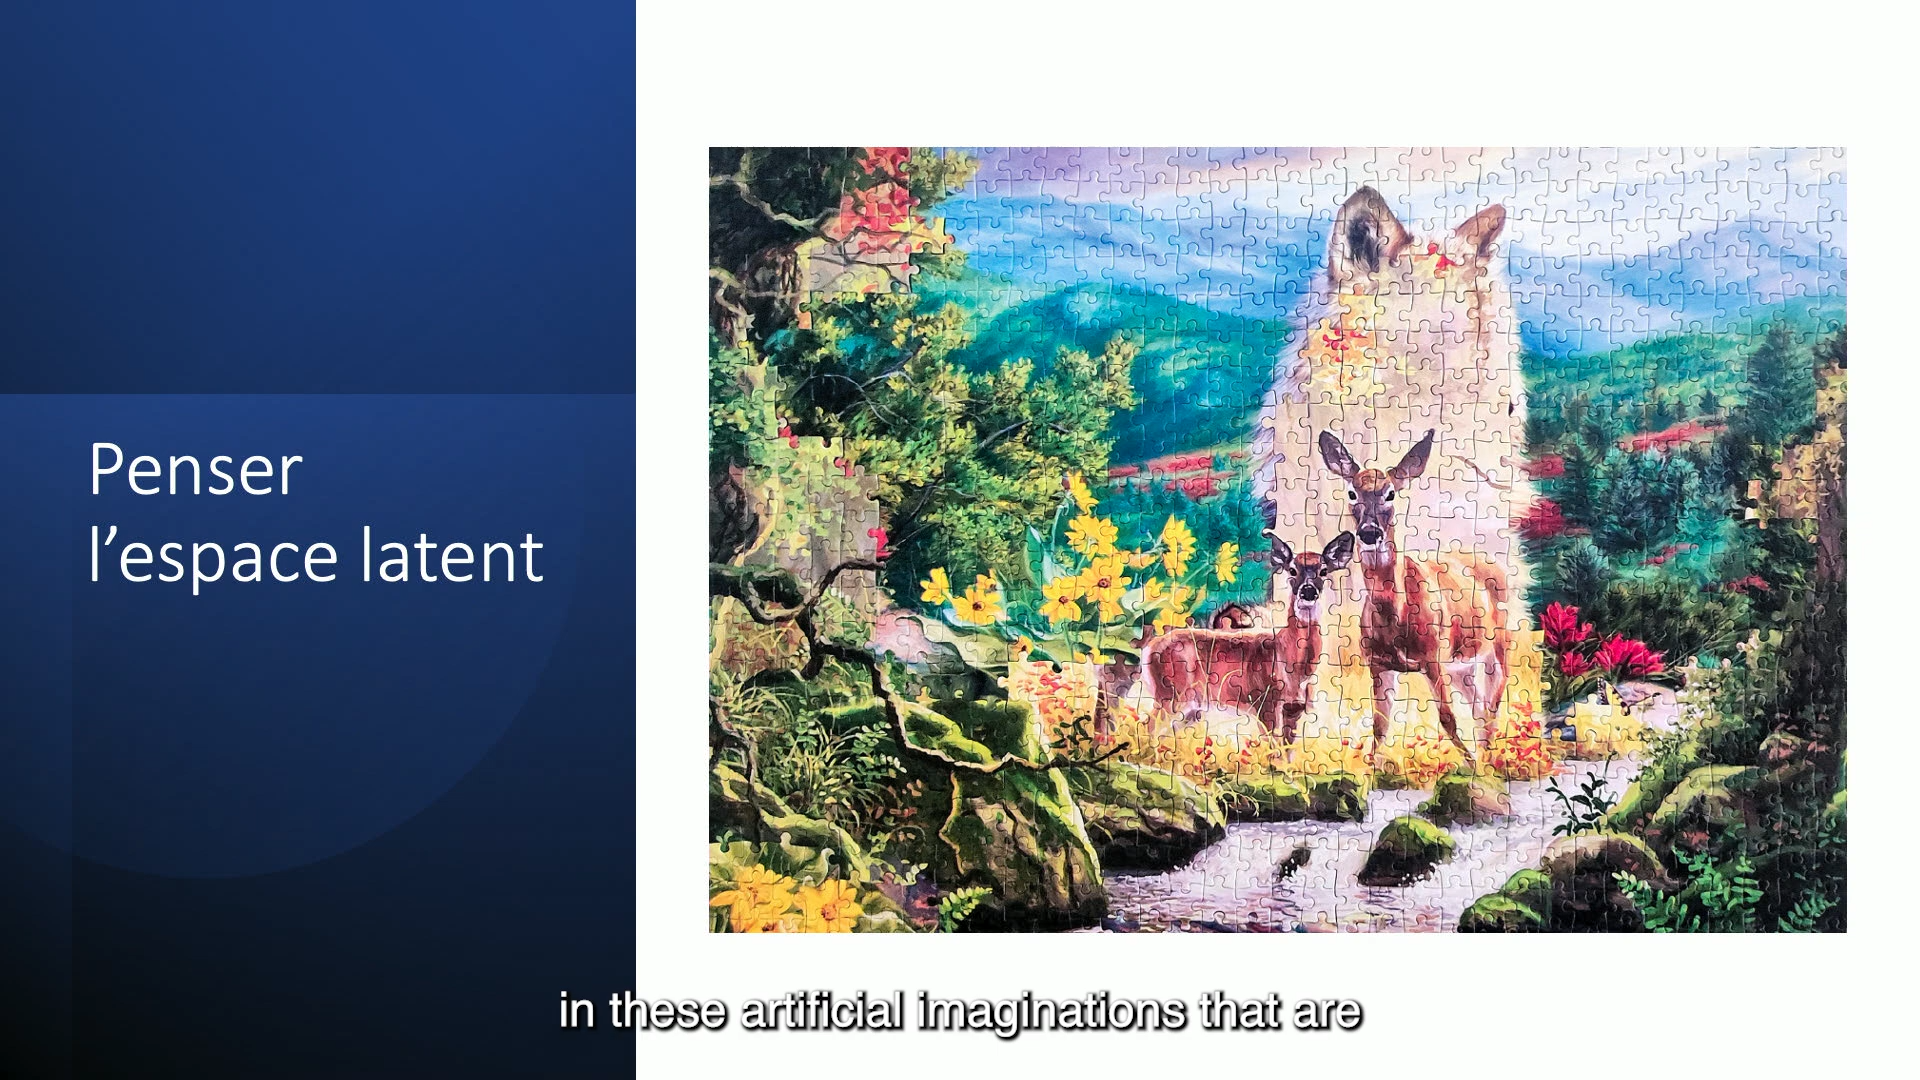 Penser
l’espace latent
in these artificial imaginations that are